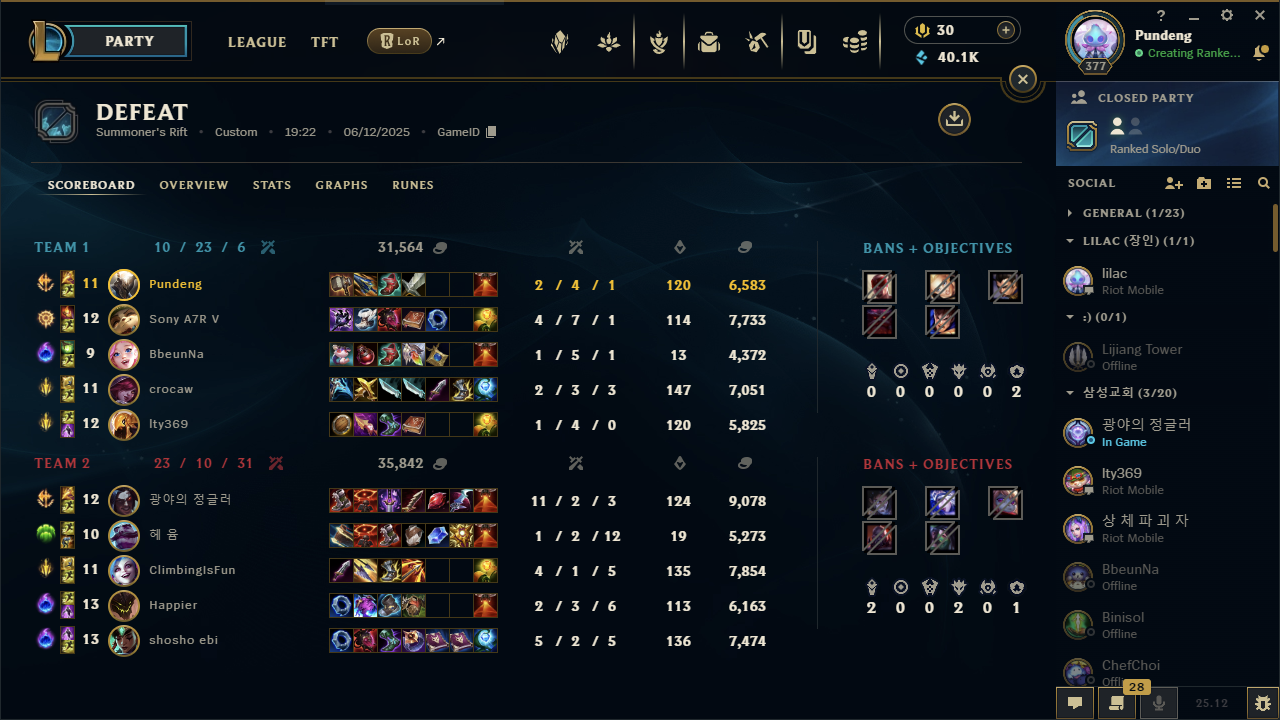 PARTY
LEAGUE
TFT
LoR
30
40.1K
377
Pundeng
Creating Ranke...
DEFEAT
Summoner's Rift • Custom • 19:22 • 06/12/2025 • GameID
SCOREBOARD
OVERVIEW
STATS
GRAPHS
RUNES
TEAM 1 10 / 23 / 6 31,564
11 Pundeng 2 / 4 / 1 120 6,583
12 Sony A7R V 4 / 7 / 1 114 7,733
9 BbeunNa 1 / 5 / 1 13 4,372
11 crocaw 2 / 3 / 3 147 7,051
12 lty369 1 / 4 / 0 120 5,825
BANS + OBJECTIVES
0 0 0 0 0 2
TEAM 2 23 / 10 / 31 35,842
12 광야의 정글러 11 / 2 / 3 124 9,078
10 헤 움 1 / 2 / 12 19 5,273
11 ClimbingIsFun 4 / 1 / 5 135 7,854
13 Happier 2 / 3 / 6 113 6,163
13 shosho ebi 5 / 2 / 5 136 7,474
BANS + OBJECTIVES
2 0 0 2 0 1
CLOSED PARTY
Ranked Solo/Duo
SOCIAL
GENERAL (1/23)
LILAC (장인) (1/1)
lilac
Riot Mobile
:) (0/1)
Lijiang Tower
Offline
삼성교회 (3/20)
광야의 정글러
In Game
lty369
Riot Mobile
상 체 파 괴 자
Riot Mobile
BbeunNa
Offline
Binisol
Offline
ChefChoi
28
25.12